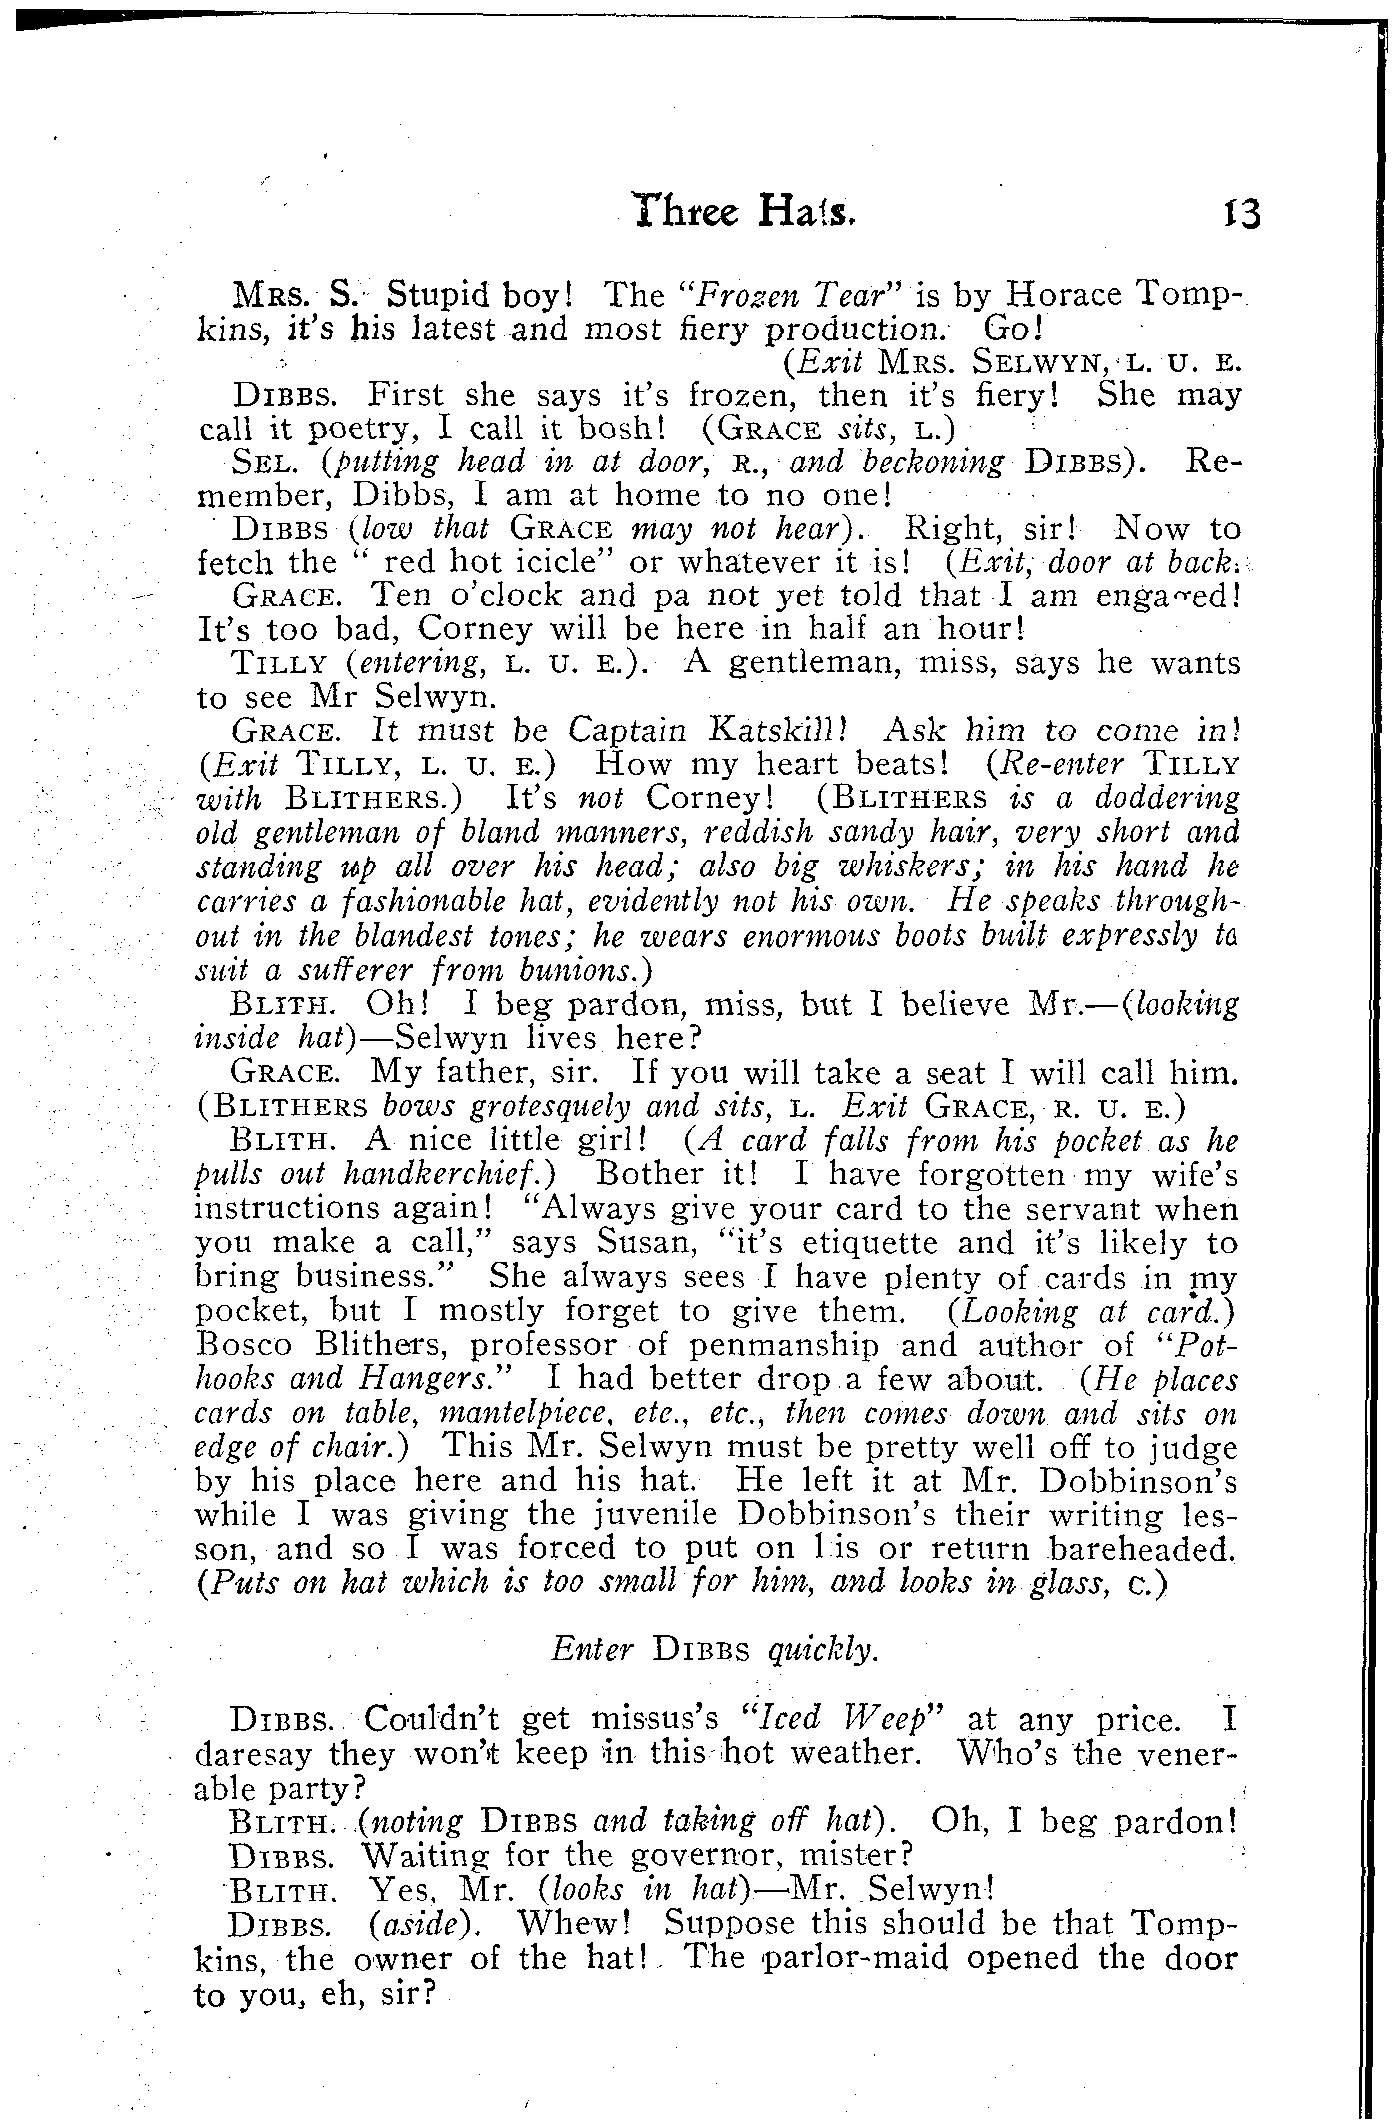 Three Hats. 13
MRS. S. Stupid boy! The "Frozen Tear" is by Horace Tomp-
kins, it's his latest and most fiery production. Go!
(Exit MRS. SELWYN, L. U. E.
DIBBS. First she says it's frozen, then it's fiery! She may
call it poetry, I call it bosh! (GRACE sits, L.)
SEL. (putting head in at door, R., and beckoning DIBBS). Re-
member, Dibbs, I am at home to no one!
DIBBS (low that GRACE may not hear). Right, sir! Now to
fetch the " red hot icicle" or whatever it is! (Exit, door at back.
GRACE. Ten o'clock and pa not yet told that I am engaged!
It's too bad, Corney will be here in half an hour!
TILLY (entering, L. U. E.). A gentleman, miss, says he wants
to see Mr Selwyn.
GRACE. It must be Captain Katskill! Ask him to come in!
(Exit TILLY, L. U. E.) How my heart beats! (Re-enter TILLY
with BLITHERS.) It's not Corney! (BLITHERS is a doddering
old gentleman of bland manners, reddish sandy hair, very short and
standing up all over his head; also big whiskers; in his hand he
carries a fashionable hat, evidently not his own. He speaks through-
out in the blandest tones; he wears enormous boots built expressly to
suit a sufferer from bunions.)
BLITH. Oh! I beg pardon, miss, but I believe Mr.—(looking
inside hat)—Selwyn lives here?
GRACE. My father, sir. If you will take a seat I will call him.
(BLITHERS bows grotesquely and sits, L. Exit GRACE, R. U. E.)
BLITH. A nice little girl! (A card falls from his pocket as he
pulls out handkerchief.) Bother it! I have forgotten my wife's
instructions again! "Always give your card to the servant when
you make a call," says Susan, "it's etiquette and it's likely to
bring business." She always sees I have plenty of cards in my
pocket, but I mostly forget to give them. (Looking at card.)
Bosco Blithers, professor of penmanship and author of "Pot-
hooks and Hangers." I had better drop a few about. (He places
cards on table, mantelpiece, etc., etc., then comes down and sits on
edge of chair.) This Mr. Selwyn must be pretty well off to judge
by his place here and his hat. He left it at Mr. Dobbinson's
while I was giving the juvenile Dobbinson's their writing les-
son, and so I was forced to put on his or return bareheaded.
(Puts on hat which is too small for him, and looks in glass, C.)
Enter DIBBS quickly.
DIBBS. Couldn't get missus's "Iced Weep" at any price. I
daresay they won't keep in this hot weather. Who's the vener-
able party?
BLITH. (noting DIBBS and taking off hat). Oh, I beg pardon!
DIBBS. Waiting for the governor, mister?
BLITH. Yes, Mr. (looks in hat)—Mr. Selwyn!
DIBBS. (aside). Whew! Suppose this should be that Tomp-
kins, the owner of the hat! The parlor-maid opened the door
to you, eh, sir?